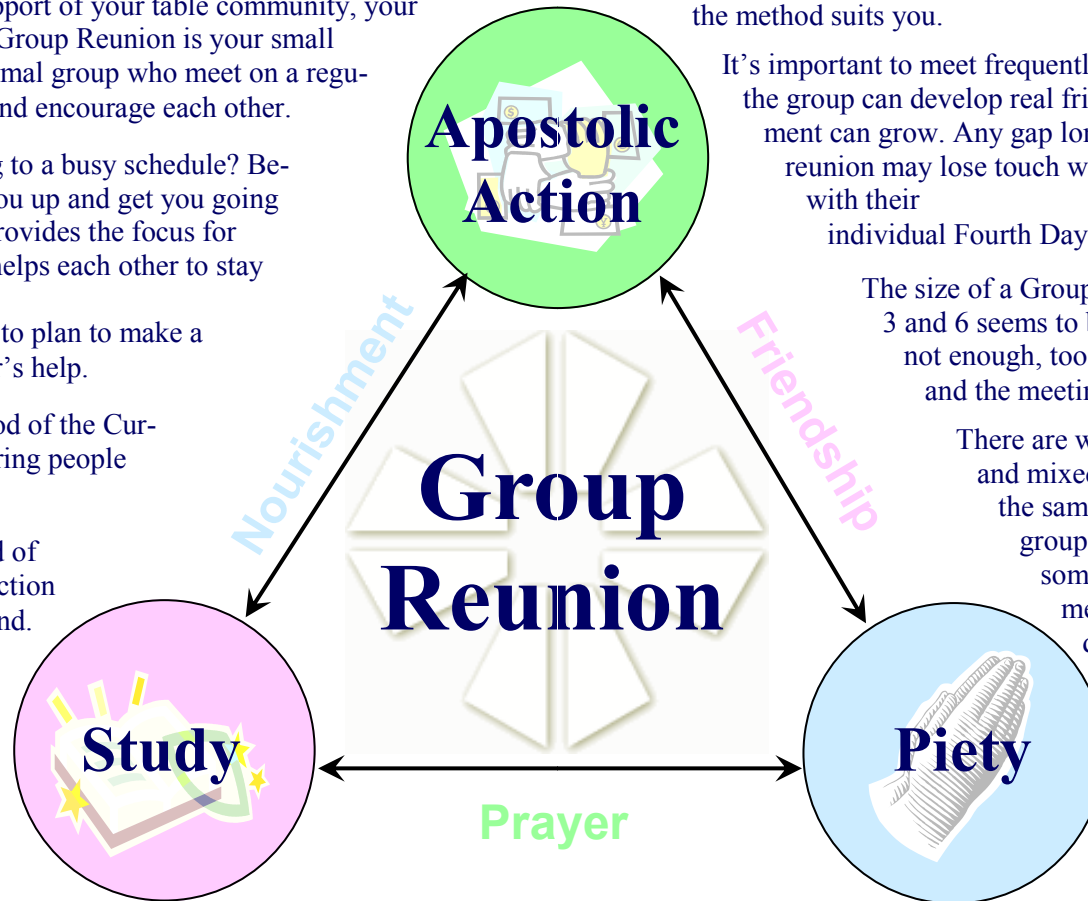 pport of your table community, your
Group Reunion is your small
mal group who meet on a regu-
nd encourage each other.
g to a busy schedule? Be-
ou up and get you going
rovides the focus for
helps each other to stay
to plan to make a
r’s help.
od of the Cur-
ring people
d of
ction
nd.
the method suits you.
It’s important to meet frequentl
the group can develop real fri
ment can grow. Any gap lon
reunion may lose touch w
with their
individual Fourth Day
The size of a Group
3 and 6 seems to b
not enough, too
and the meetin
There are w
and mixed
the sam
group
som
me
Apostolic
Action
Nourishment
Friendship
Group
Reunion
Study
Piety
Prayer